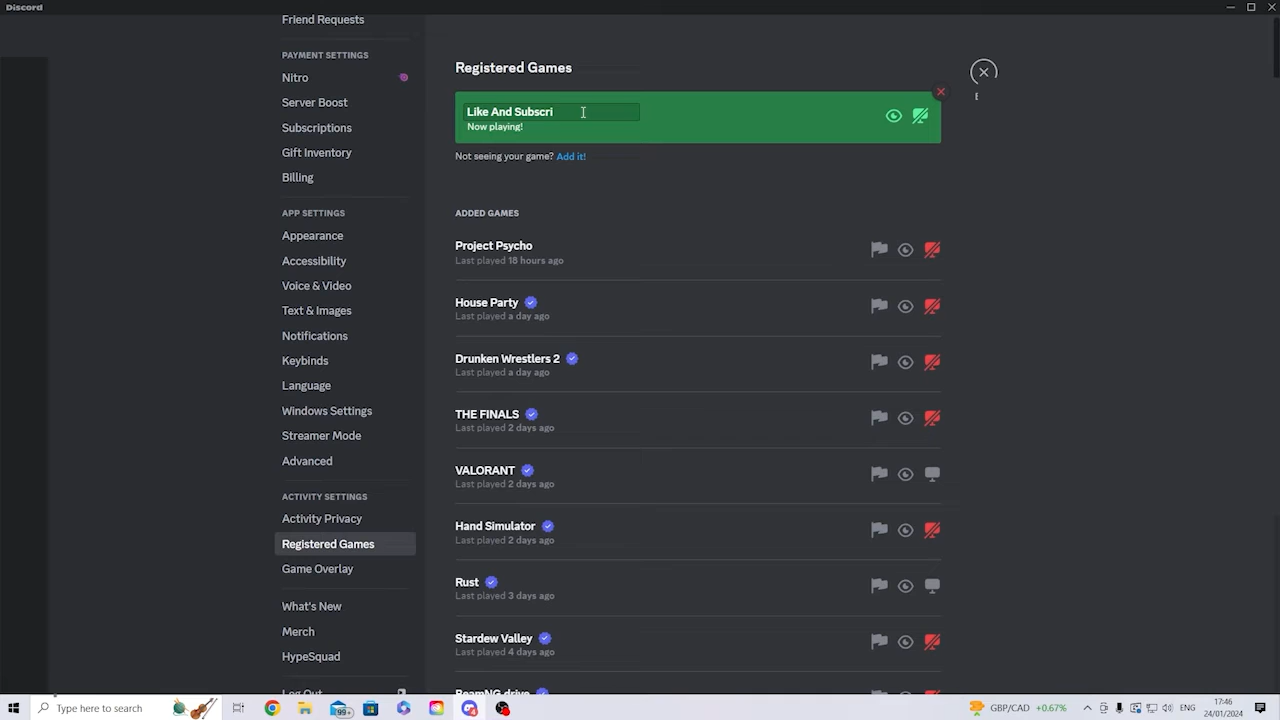 Discord
Friend Requests
PAYMENT SETTINGS
Nitro
Server Boost
Subscriptions
Gift Inventory
Billing
APP SETTINGS
Appearance
Accessibility
Voice & Video
Text & Images
Notifications
Keybinds
Language
Windows Settings
Streamer Mode
Advanced
ACTIVITY SETTINGS
Activity Privacy
Registered Games
Game Overlay
What's New
Merch
HypeSquad
Log Out
Registered Games
Like And Subscri
Now playing!
Not seeing your game? Add it!
ADDED GAMES
Project Psycho
Last played 18 hours ago
House Party
Last played a day ago
Drunken Wrestlers 2
Last played a day ago
THE FINALS
Last played 2 days ago
VALORANT
Last played 2 days ago
Hand Simulator
Last played 2 days ago
Rust
Last played 3 days ago
Stardew Valley
Last played 4 days ago
BeamNG.drive
Type here to search
99+
GBP/CAD +0.67%
ENG
17:46
24/01/2024